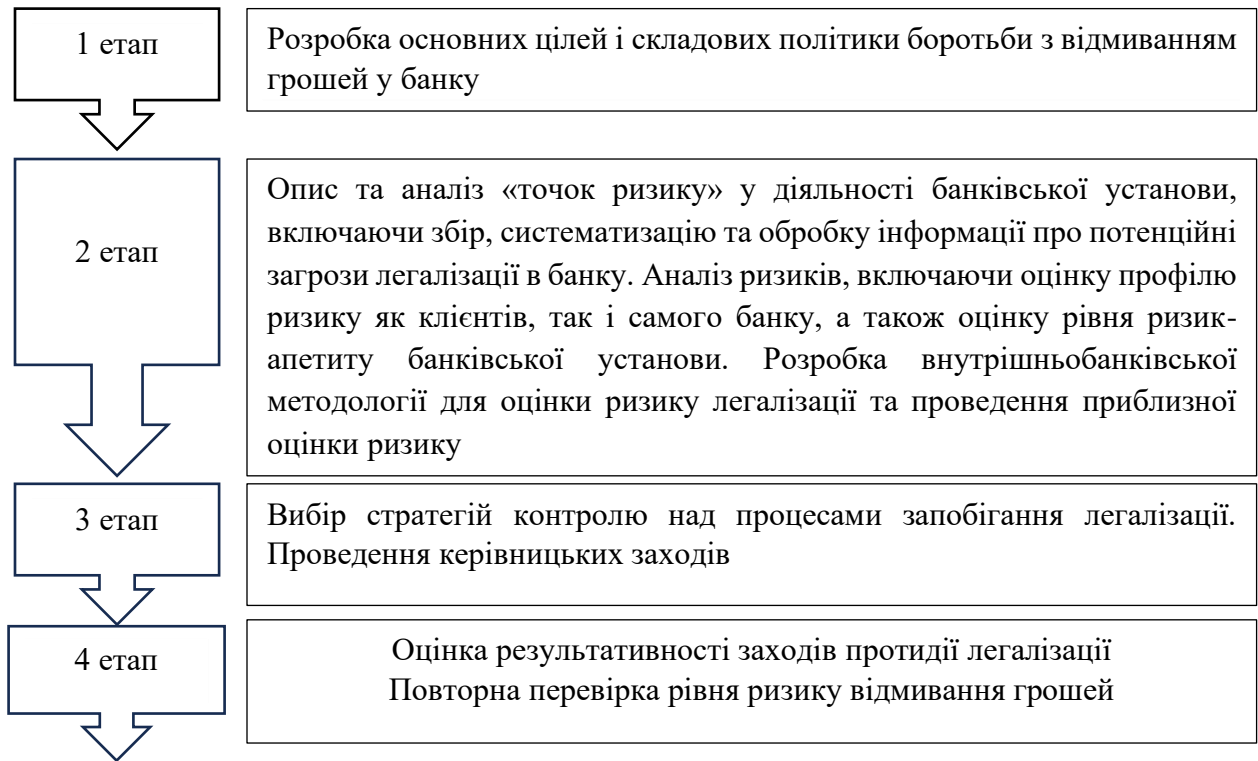 1 етап
Розробка основних цілей і складових політики боротьби з відмиванням
грошей у банку
2 етап
Опис та аналіз «точок ризику» у діяльності банківської установи,
включаючи збір, систематизацію та обробку інформації про потенційні
загрози легалізації в банку. Аналіз ризиків, включаючи оцінку профілю
ризику як клієнтів, так і самого банку, а також оцінку рівня ризик-
апетиту банківської установи. Розробка внутрішньобанківської
методології для оцінки ризику легалізації та проведення приблизної
оцінки ризику
3 етап
Вибір стратегій контролю над процесами запобігання легалізації.
Проведення керівницьких заходів
4 етап
Оцінка результативності заходів протидії легалізації
Повторна перевірка рівня ризику відмивання грошей